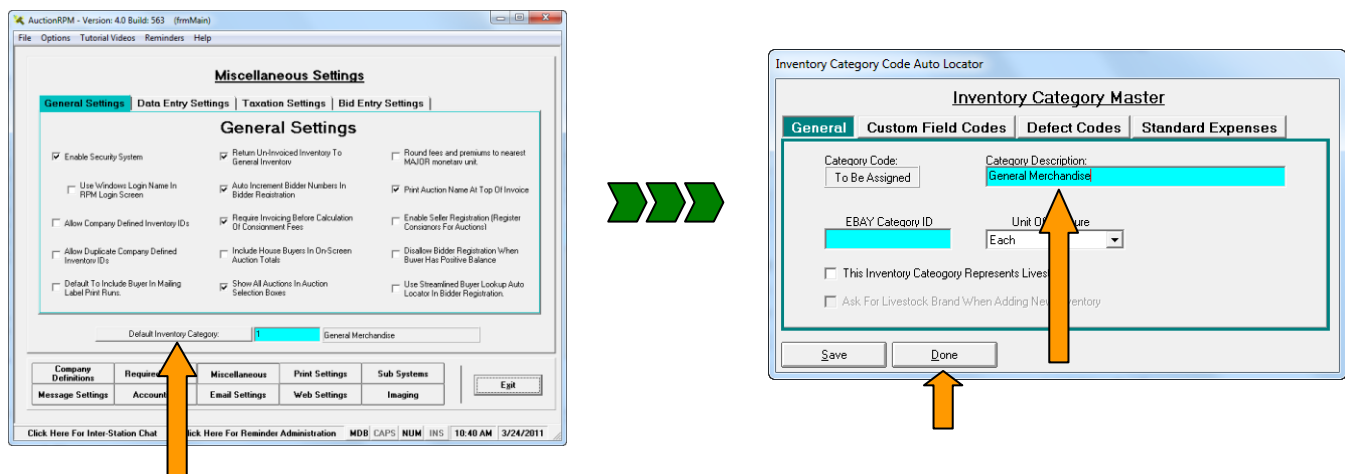 AuctionRPM - Version: 4.0 Build: 563 (frmMain)
File Options Tutorial Videos Reminders Help
Miscellaneous Settings
General Settings Data Entry Settings Taxation Settings Bid Entry Settings
General Settings
Enable Security System
Return Un-Invoiced Inventory To
General Inventory
Round fees and premiums to nearest
MAJOR monetary unit.
Use Windows Login Name In
RPM Login Screen
Auto Increment Bidder Numbers In
Bidder Registration
Print Auction Name At Top Of Invoice
Allow Company Defined Inventory IDs
Require Invoicing Before Calculation
Of Consignment Fees
Enable Seller Registration (Register
Consignors For Auctions)
Allow Duplicate Company Defined
Inventory IDs
Include House Buyers In On-Screen
Auction Totals
Disallow Bidder Registration When
Buyer Has Positive Balance
Default To Include Buyer In Mailing
Label Print Runs.
Show All Auctions In Auction
Selection Boxes
Use Streamlined Buyer Lookup Auto
Locator In Bidder Registration.
Default Inventory Category: 1 General Merchandise
Company
Definitions
Require
Miscellaneous
Print Settings
Sub Systems
Exit
Message Settings
Account
Email Settings
Web Settings
Imaging
Click Here For Inter-Station Chat
lick Here For Reminder Administration
MDB CAPS NUM INS 10:40 AM 3/24/2011
Inventory Category Code Auto Locator
Inventory Category Master
General Custom Field Codes Defect Codes Standard Expenses
Category Code:
Category Description:
To Be Assigned
General Merchandise
EBAY Category ID
Unit Of
ure
Each
This Inventory Cateogory Represents Lives
Ask For Livestock Brand When Adding Ne
entory
Save
Done